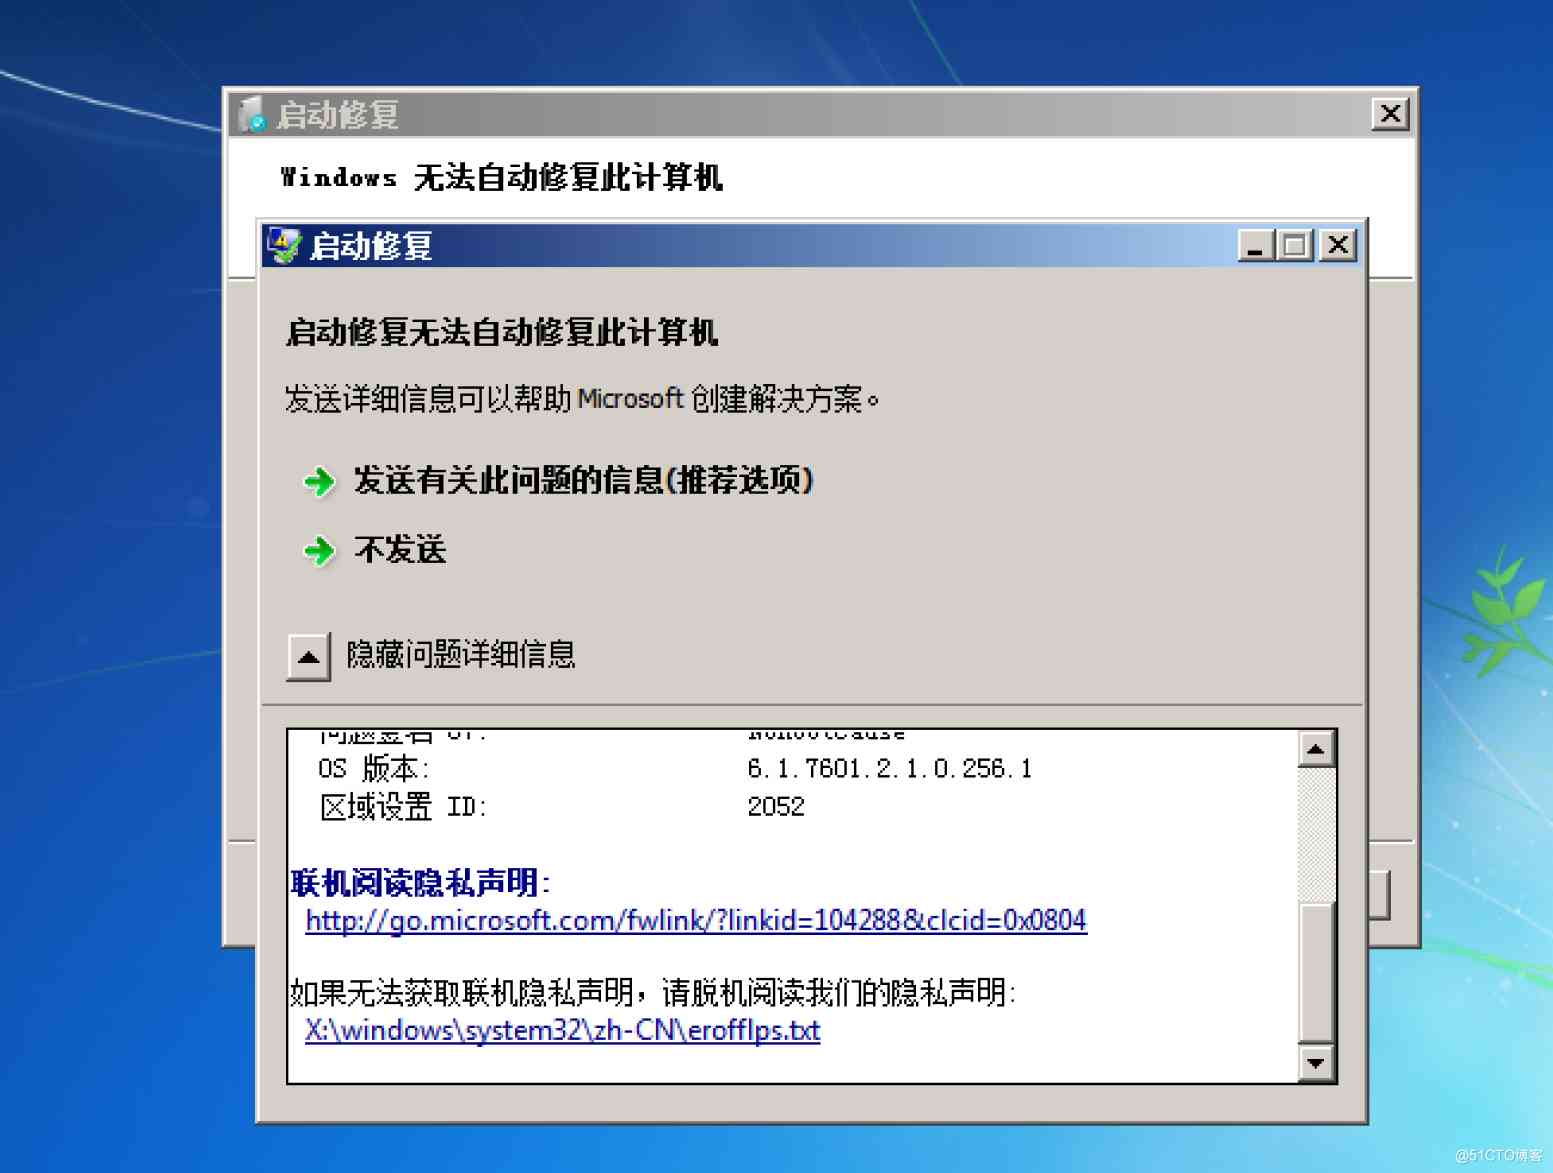 启动修复
Windows 无法自动修复此计算机
启动修复
启动修复无法自动修复此计算机
发送详细信息可以帮助 Microsoft 创建解决方案。
发送有关此问题的信息(推荐选项)
不发送
隐藏问题详细信息
OS 版本: 6.1.7601.2.1.0.256.1
区域设置 ID: 2052
联机阅读隐私声明:
http://go.microsoft.com/fwlink/?linkid=104288&clcid=0x0804
如果无法获取联机隐私声明，请脱机阅读我们的隐私声明:
X:\windows\system32\zh-CN\erofflps.txt
@51CTO博客